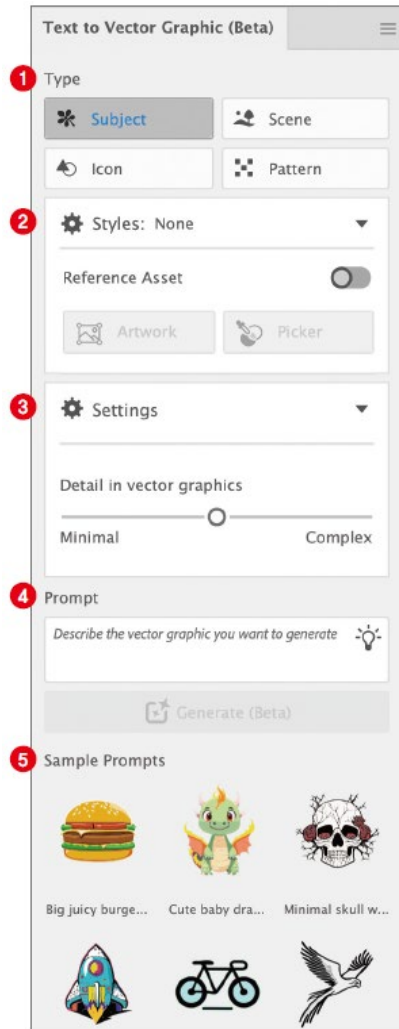 Text to Vector Graphic (Beta)
1 Type
Subject Scene
Icon Pattern
2 Styles: None
Reference Asset
Artwork Picker
3 Settings
Detail in vector graphics
Minimal Complex
4 Prompt
Describe the vector graphic you want to generate
Generate (Beta)
5 Sample Prompts
Big juicy burge... Cute baby dra... Minimal skull w...